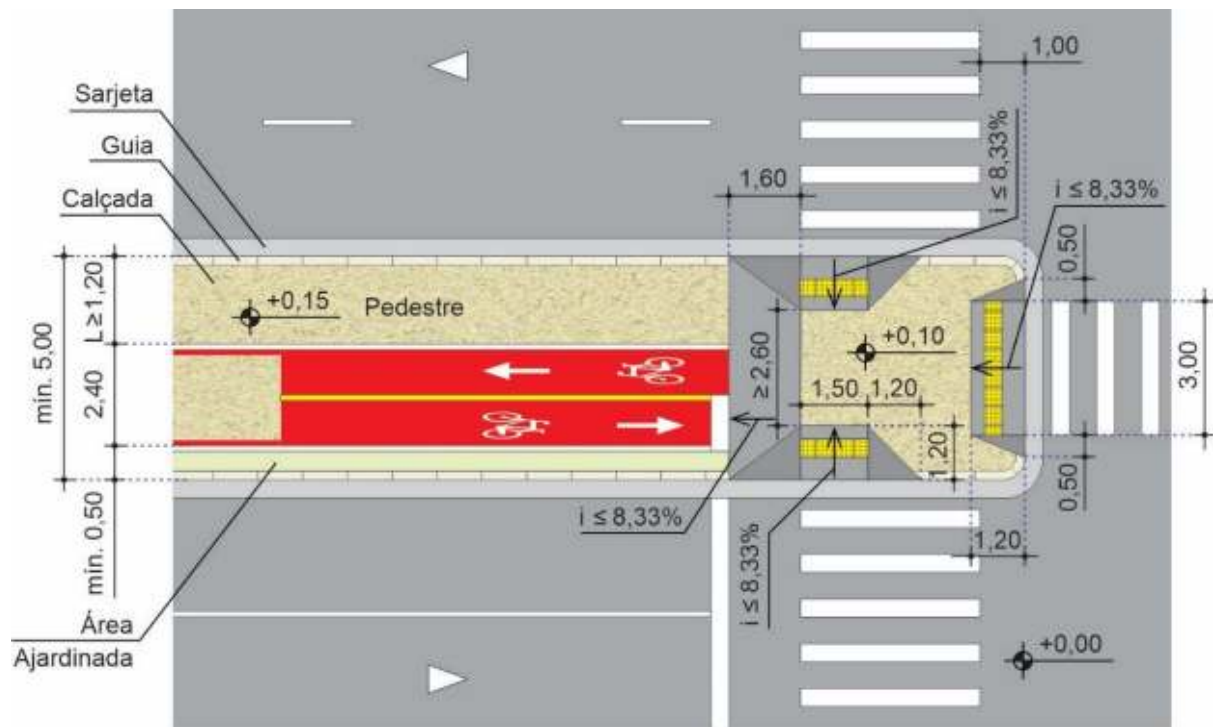 Sarjeta
Guia
Calçada
min. 5,00
L ≥ 1,20
2,40
min. 0,50
Área
Ajardinada
+0,15
Pedestre
1,60
i ≤ 8,33%
1,00
i ≤ 8,33%
0,50
≥ 2,60
+0,10
1,50
1,20
3,00
1,20
0,50
i ≤ 8,33%
i ≤ 8,33%
1,20
+0,00